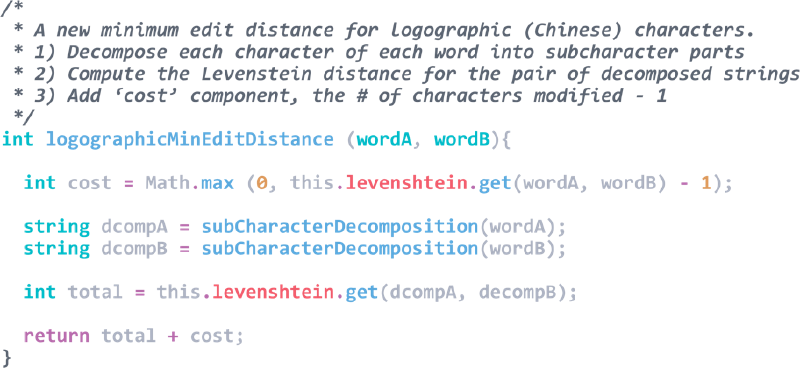 /*
 * A new minimum edit distance for logographic (Chinese) characters.
 * 1) Decompose each character of each word into subcharacter parts
 * 2) Compute the Levenstein distance for the pair of decomposed strings
 * 3) Add ‘cost’ component, the # of characters modified - 1
 */
int logographicMinEditDistance (wordA, wordB){
  int cost = Math.max (0, this.levenshtein.get(wordA, wordB) - 1);
  string dcompA = subCharacterDecomposition(wordA);
  string dcompB = subCharacterDecomposition(wordB);
  int total = this.levenshtein.get(dcompA, decompB);
  return total + cost;
}